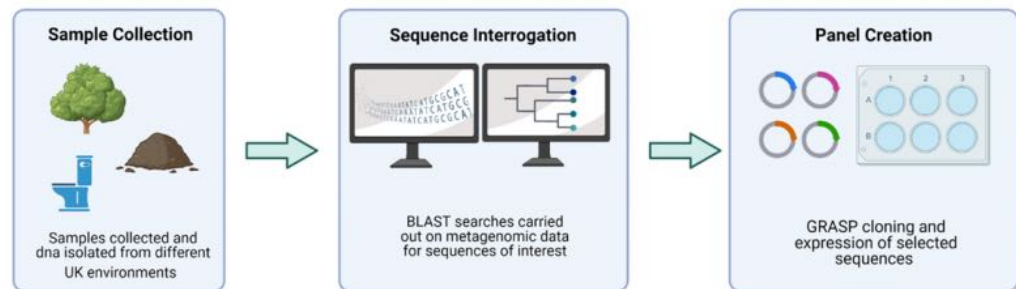 Sample Collection
Samples collected and
dna isolated from different
UK environments
Sequence Interrogation
BLAST searches carried
out on metagenomic data
for sequences of interest
Panel Creation
1 2 3
A
B
GRASP cloning and
expression of selected
sequences